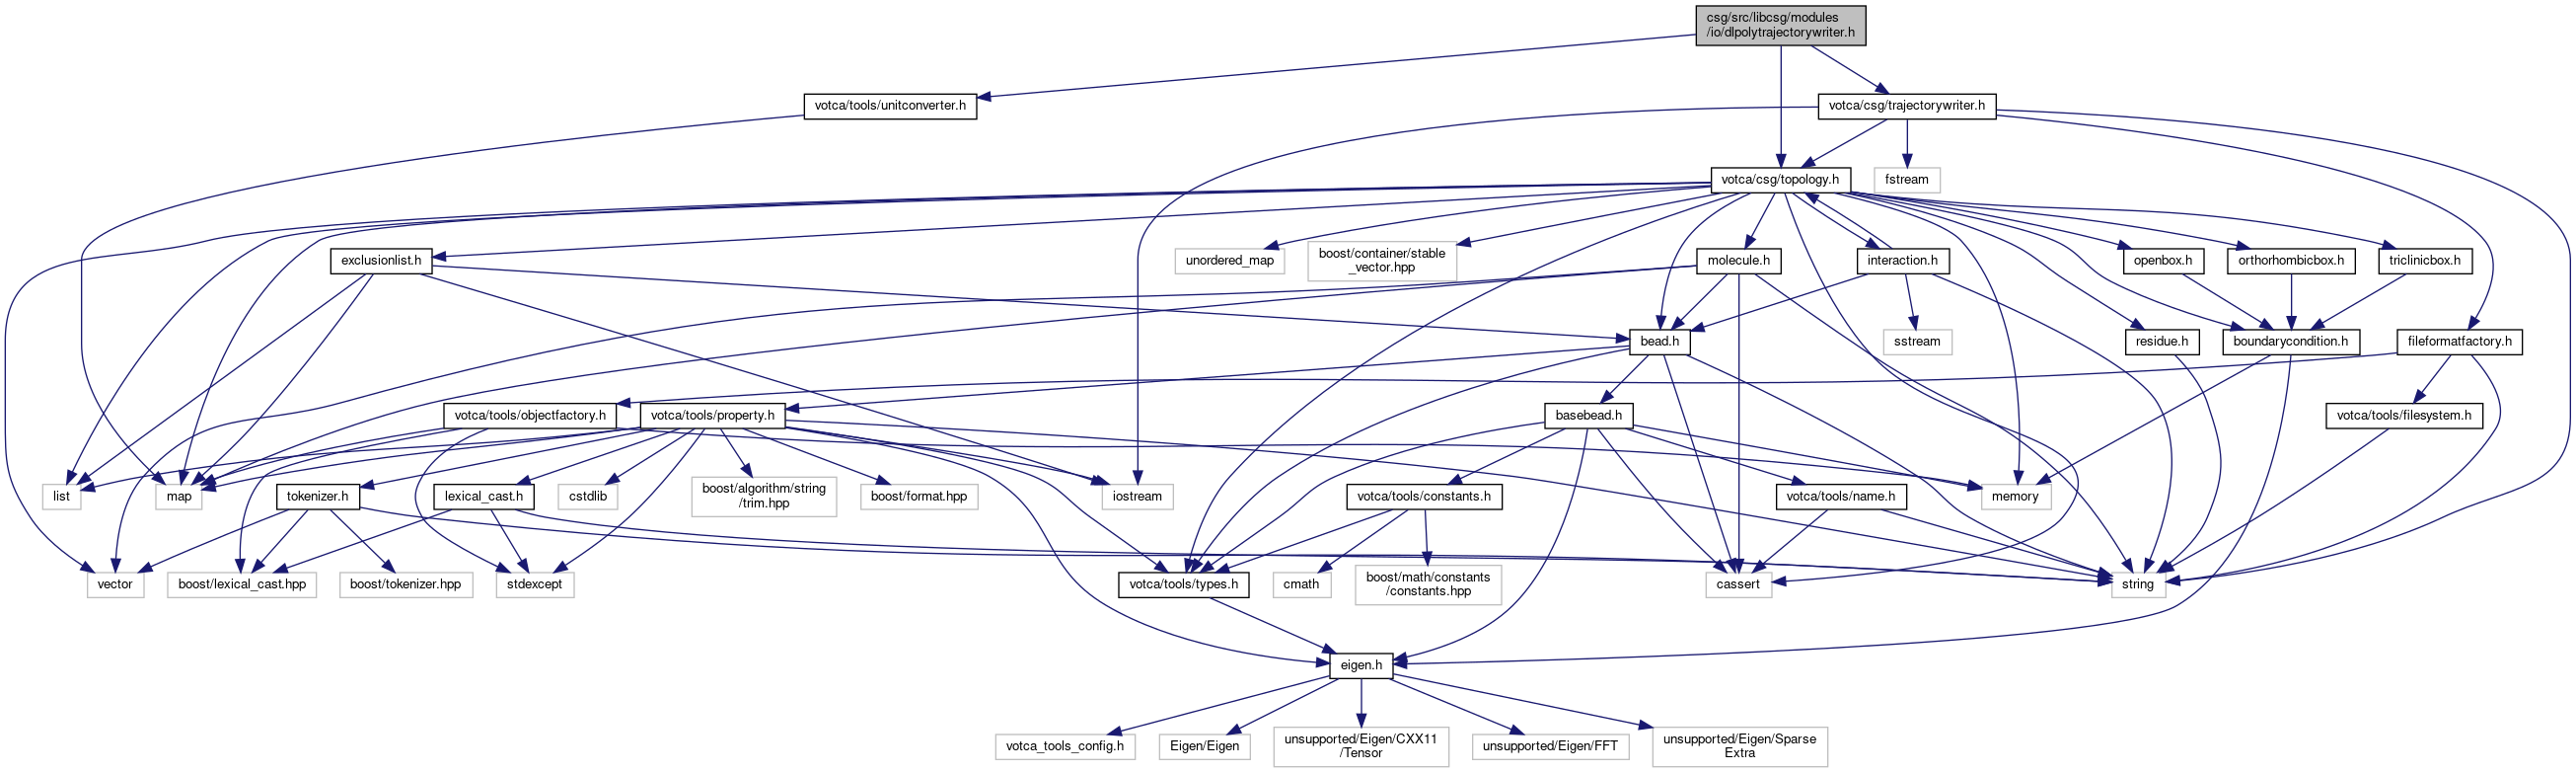 csg/src/libcsg/modules
/io/dlpolytrajectorywriter.h
votca/tools/unitconverter.h
votca/csg/trajectorywriter.h
votca/csg/topology.h
fstream
exclusionlist.h
unordered_map
boost/container/stable
_vector.hpp
molecule.h
interaction.h
openbox.h
orthorhombicbox.h
triclinicbox.h
bead.h
sstream
residue.h
boundarycondition.h
fileformatfactory.h
votca/tools/objectfactory.h
votca/tools/property.h
basebead.h
votca/tools/filesystem.h
list
map
tokenizer.h
lexical_cast.h
cstdlib
boost/algorithm/string
/trim.hpp
boost/format.hpp
iostream
votca/tools/constants.h
votca/tools/name.h
memory
vector
boost/lexical_cast.hpp
boost/tokenizer.hpp
stdexcept
votca/tools/types.h
cmath
boost/math/constants
/constants.hpp
cassert
string
eigen.h
votca_tools_config.h
Eigen/Eigen
unsupported/Eigen/CXX11
/Tensor
unsupported/Eigen/FFT
unsupported/Eigen/Sparse
Extra